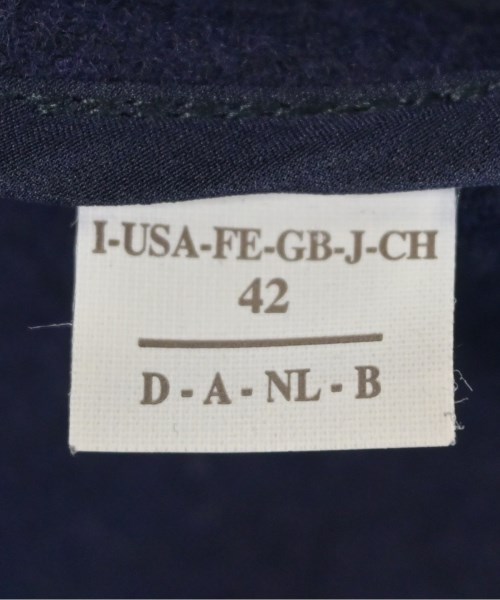 I-USA-FE-GB-J-CH
42
D - A - NL - B